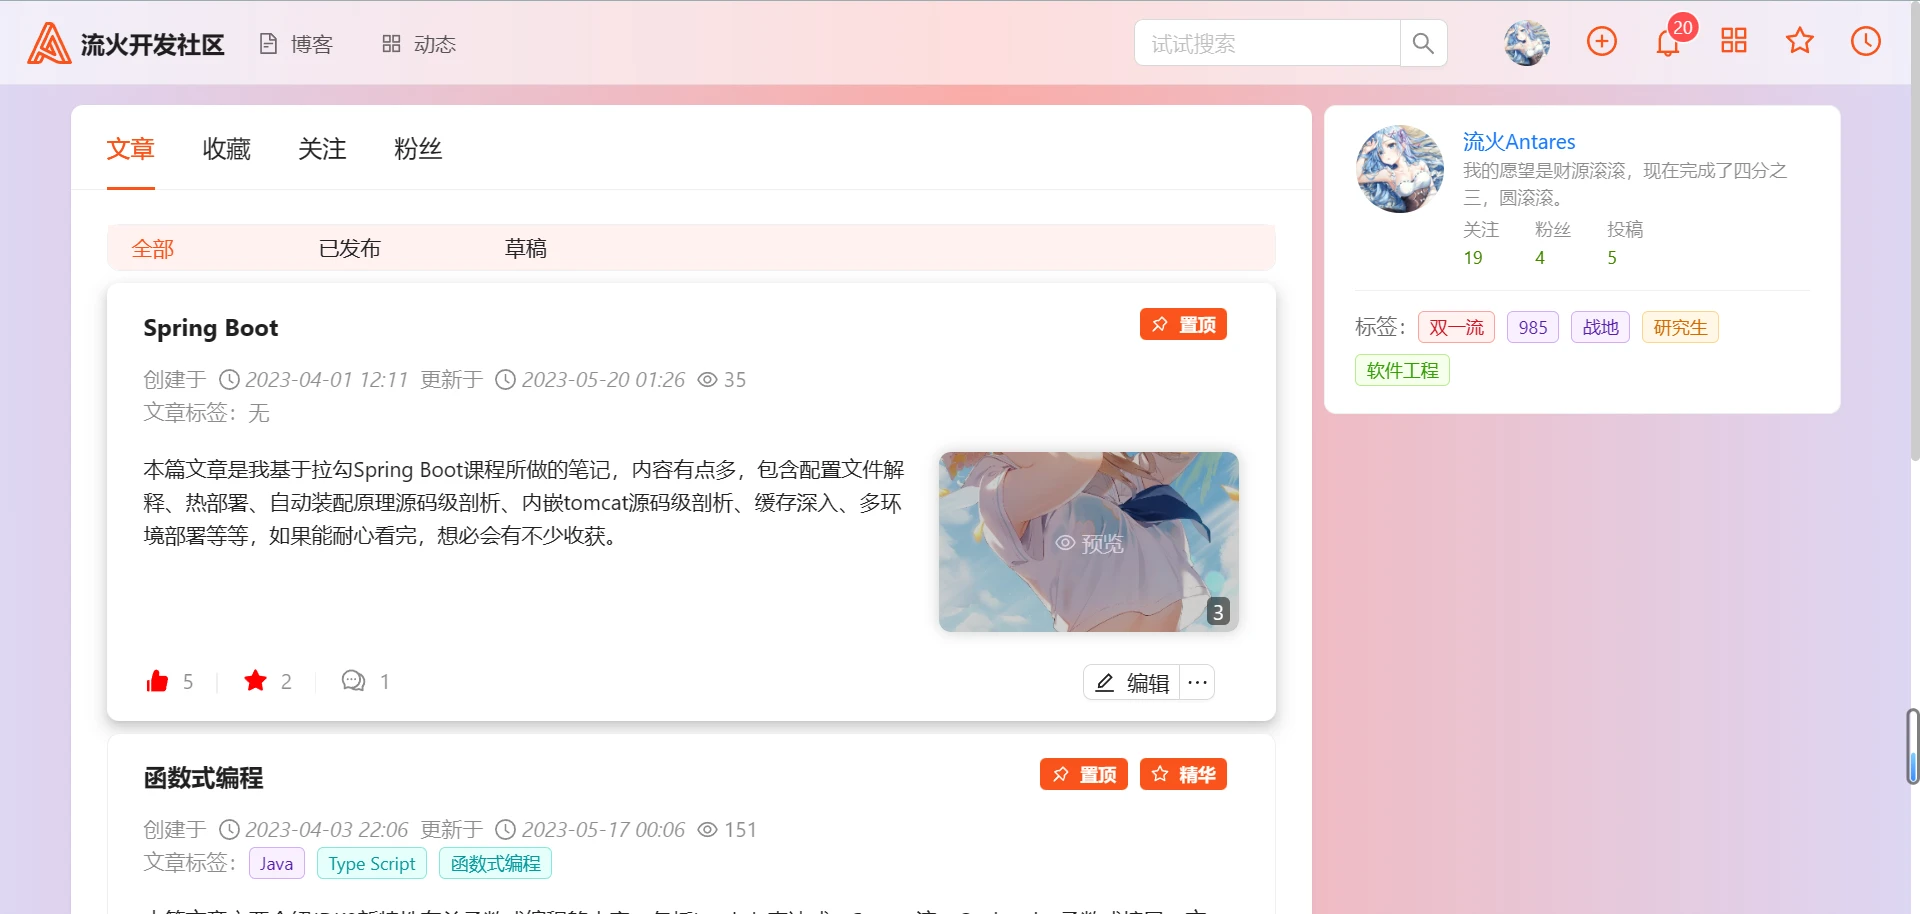 流火开发社区 博客 动态 试试搜索 20
文章 收藏 关注 粉丝
全部 已发布 草稿
Spring Boot 置顶
创建于 2023-04-01 12:11 更新于 2023-05-20 01:26 35
文章标签：无
本篇文章是我基于拉勾Spring Boot课程所做的笔记，内容有点多，包含配置文件解
释、热部署、自动装配原理源码级剖析、内嵌tomcat源码级剖析、缓存深入、多环
境部署等等，如果能耐心看完，想必会有不少收获。
预览
3
5 2 1 编辑 ···
函数式编程 置顶 精华
创建于 2023-04-03 22:06 更新于 2023-05-17 00:06 151
文章标签： Java Type Script 函数式编程
流火Antares
我的愿望是财源滚滚，现在完成了四分之
三，圆滚滚。
关注 粉丝 投稿
19 4 5
标签： 双一流 985 战地 研究生
软件工程